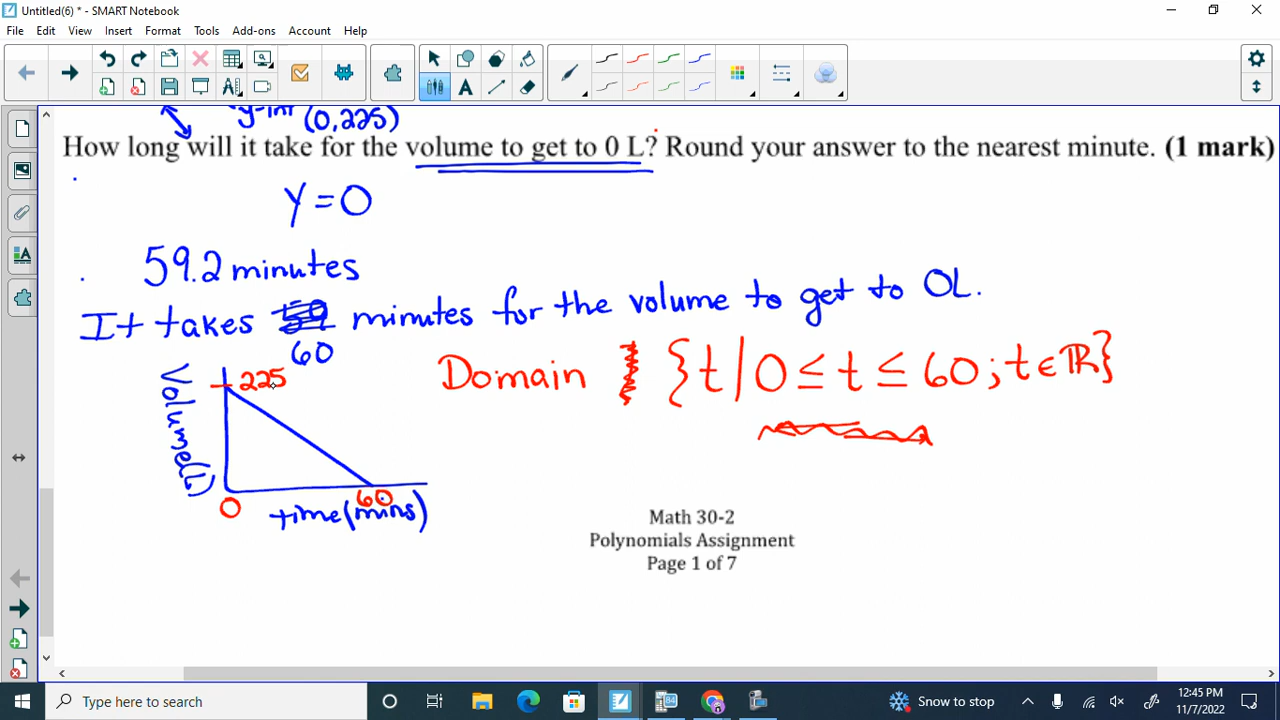 Untitled(6) * - SMART Notebook
File Edit View Insert Format Tools Add-ons Account Help
y-int (0,225)
How long will it take for the volume to get to 0 L? Round your answer to the nearest minute. (1 mark)
y = 0
59.2 minutes
It takes minutes for the volume to get to 0L.
60
Domain {t | 0 ≤ t ≤ 60; t ∈ ℝ}
225
Volume(L)
0
60
time(mins)
Math 30-2
Polynomials Assignment
Page 1 of 7
Type here to search
Snow to stop
12:45 PM
11/7/2022